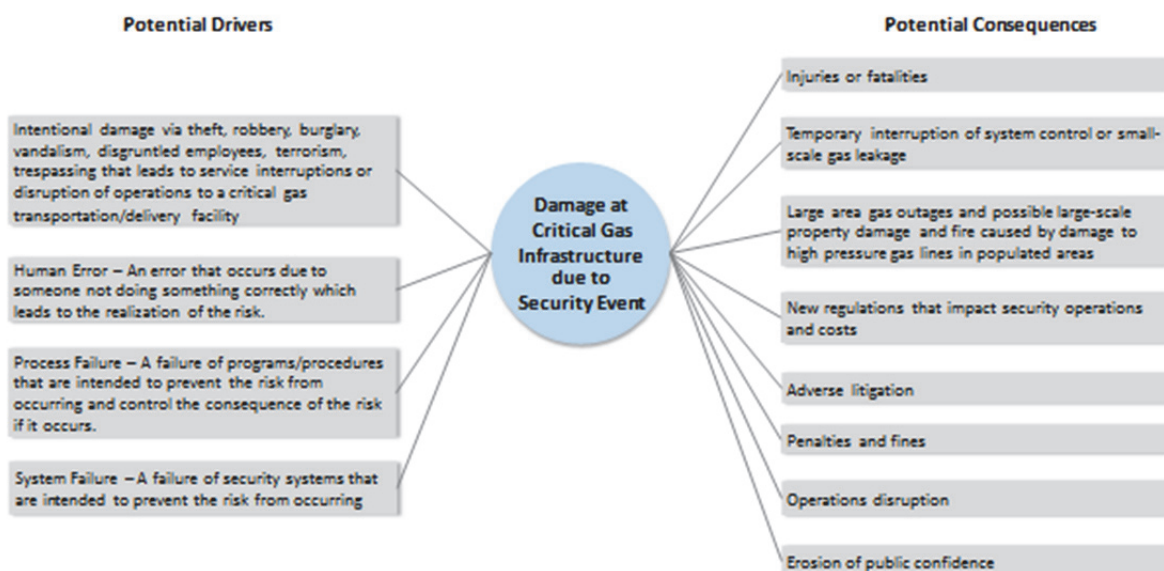 Potential Drivers
Intentional damage via theft, robbery, burglary,
vandalism, disgruntled employees, terrorism,
trespassing that leads to service interruptions or
disruption of operations to a critical gas
transportation/delivery facility
Human Error – An error that occurs due to
someone not doing something correctly which
leads to the realization of the risk.
Process Failure – A failure of programs/procedures
that are intended to prevent the risk from
occurring and control the consequence of the risk
if it occurs.
System Failure – A failure of security systems that
are intended to prevent the risk from occurring
Damage at
Critical Gas
Infrastructure
due to
Security Event
Potential Consequences
Injuries or fatalities
Temporary interruption of system control or small-
scale gas leakage
Large area gas outages and possible large-scale
property damage and fire caused by damage to
high pressure gas lines in populated areas
New regulations that impact security operations
and costs
Adverse litigation
Penalties and fines
Operations disruption
Erosion of public confidence